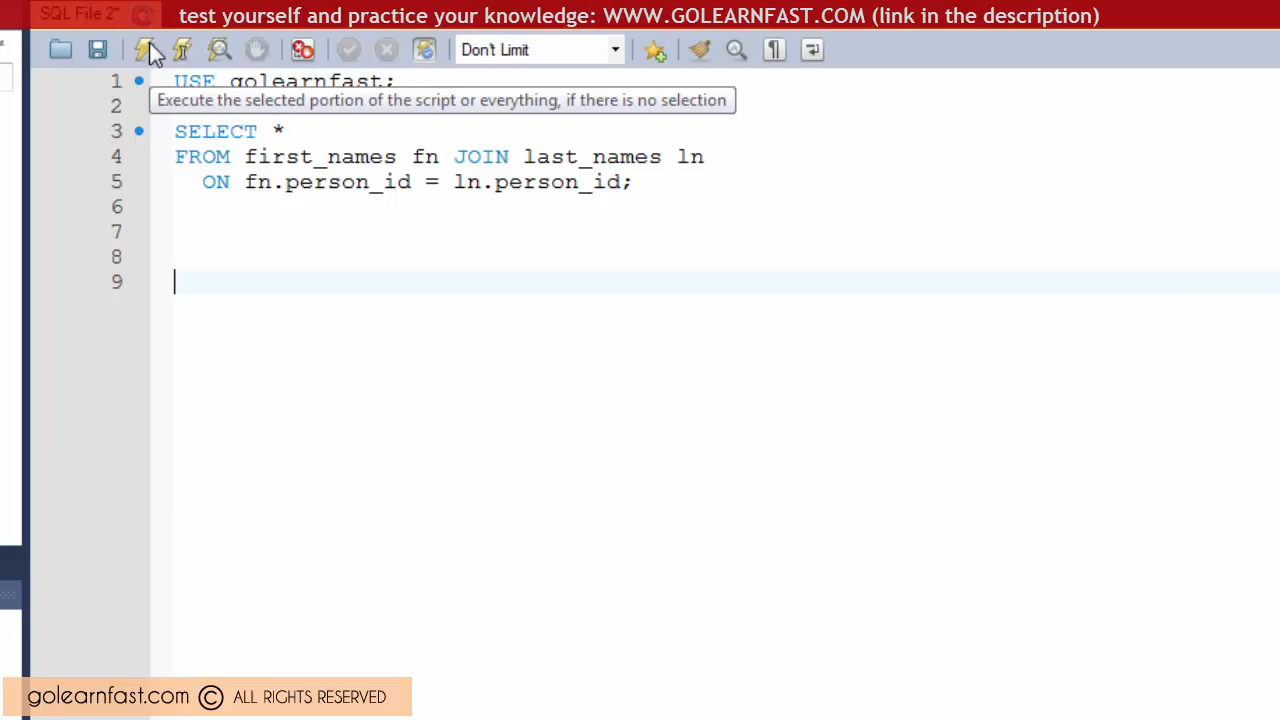 SQL File 2*
test yourself and practice your knowledge: WWW.GOLEARNFAST.COM (link in the description)
Don't Limit
1 USE golearnfast;
Execute the selected portion of the script or everything, if there is no selection
2
3 SELECT *
4 FROM first_names fn JOIN last_names ln
5 ON fn.person_id = ln.person_id;
6
7
8
9
golearnfast.com © ALL RIGHTS RESERVED